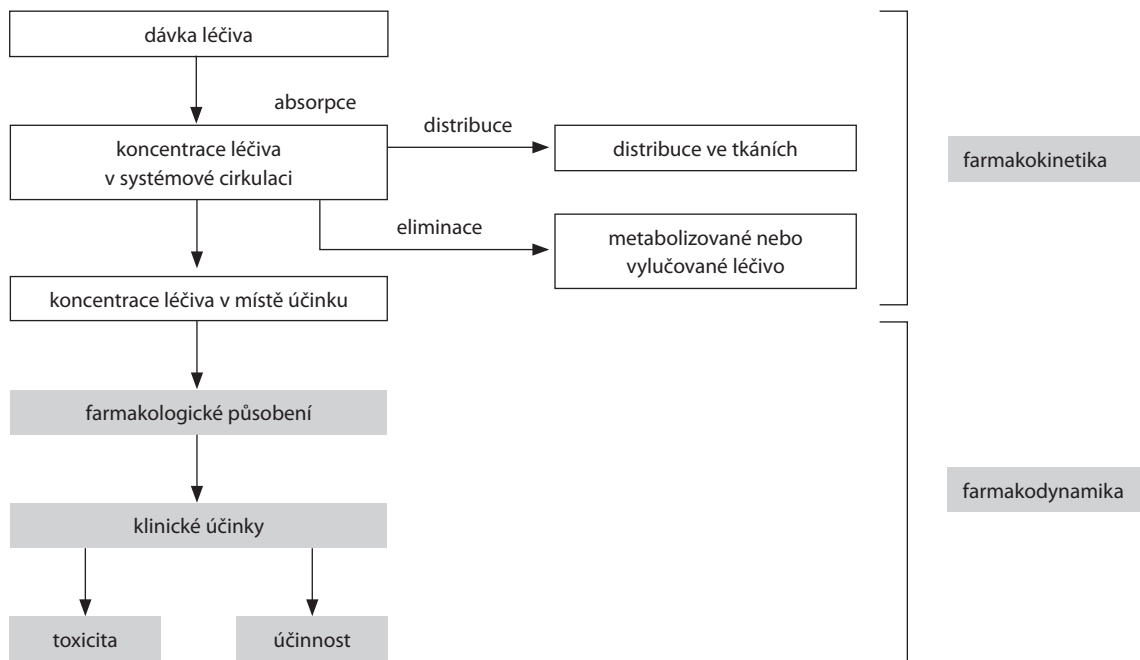 dávka léčiva
absorpce
koncentrace léčiva
v systémové cirkulaci
distribuce
distribuce ve tkáních
farmakokinetika
eliminace
metabolizované nebo
vylučované léčivo
koncentrace léčiva v místě účinku
farmakologické působení
farmakodynamika
klinické účinky
toxicita
účinnost